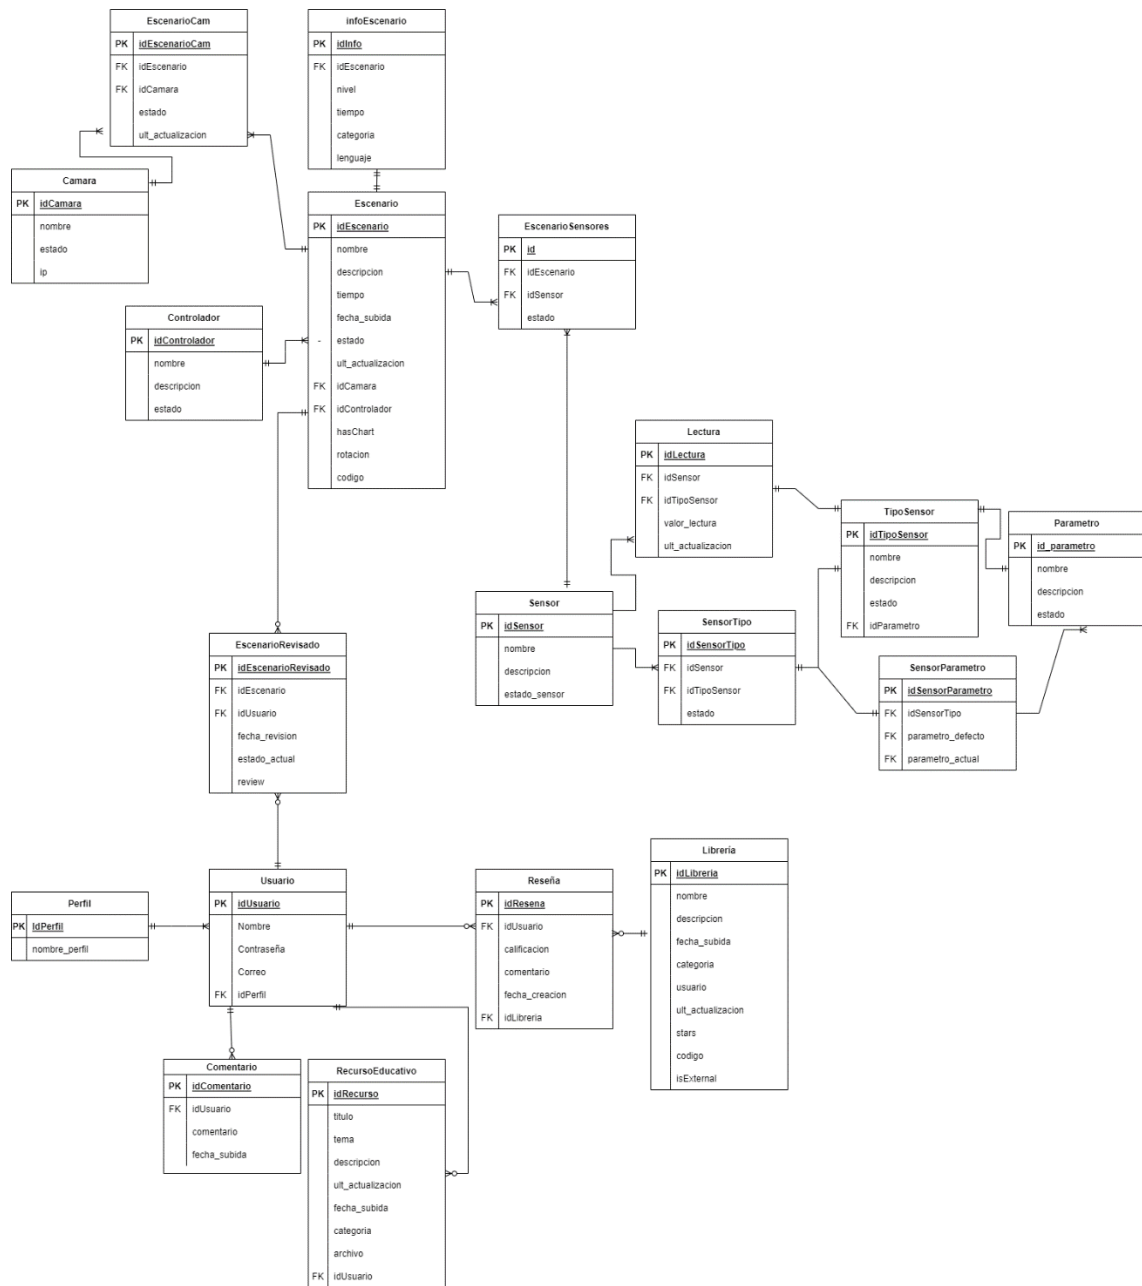 EscenarioCam
PK idEscenarioCam
FK idEscenario
FK idCamara
estado
ult_actualizacion
infoEscenario
PK idInfo
FK idEscenario
nivel
tiempo
categoria
lenguaje
Camara
PK idCamara
nombre
estado
ip
Escenario
PK idEscenario
nombre
descripcion
tiempo
fecha_subida
- estado
ult_actualizacion
FK idCamara
FK idControlador
hasChart
rotacion
codigo
EscenarioSensores
PK id
FK idEscenario
FK idSensor
estado
Controlador
PK idControlador
nombre
descripcion
estado
Lectura
PK idLectura
FK idSensor
FK idTipoSensor
valor_lectura
ult_actualizacion
TipoSensor
PK idTipoSensor
nombre
descripcion
estado
FK idParametro
Parametro
PK id_parametro
nombre
descripcion
estado
Sensor
PK idSensor
nombre
descripcion
estado_sensor
SensorTipo
PK idSensorTipo
FK idSensor
FK idTipoSensor
estado
SensorParametro
PK idSensorParametro
FK idSensorTipo
FK parametro_defecto
FK parametro_actual
EscenarioRevisado
PK idEscenarioRevisado
FK idEscenario
FK idUsuario
fecha_revision
estado_actual
review
Perfil
PK IdPerfil
nombre_perfil
Usuario
PK idUsuario
Nombre
Contraseña
Correo
FK idPerfil
Reseña
PK idResena
FK idUsuario
calificacion
comentario
fecha_creacion
FK idLibreria
Librería
PK idLibreria
nombre
descripcion
fecha_subida
categoria
usuario
ult_actualizacion
stars
codigo
isExternal
Comentario
PK idComentario
FK idUsuario
comentario
fecha_subida
RecursoEducativo
PK idRecurso
titulo
tema
descripcion
ult_actualizacion
fecha_subida
categoria
archivo
FK idUsuario